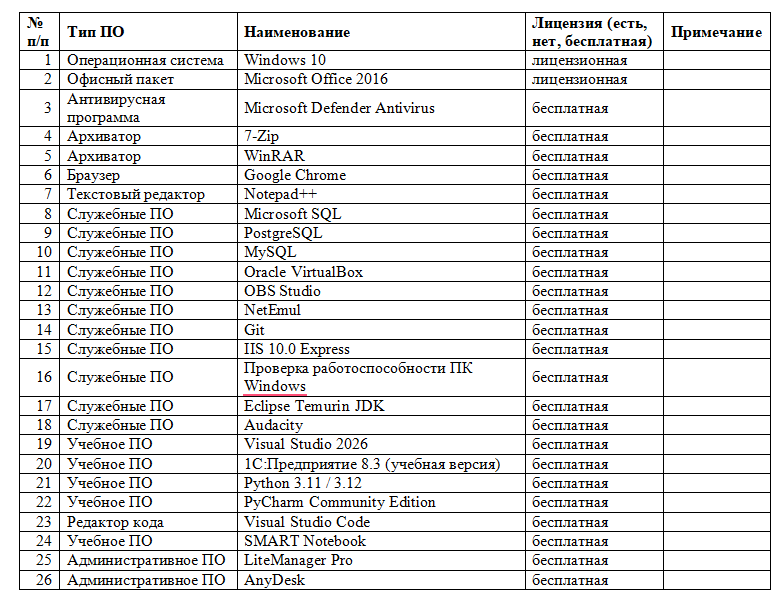 № п/п Тип ПО Наименование Лицензия (есть, нет, бесплатная) Примечание
1 Операционная система Windows 10 лицензионная
2 Офисный пакет Microsoft Office 2016 лицензионная
3 Антивирусная программа Microsoft Defender Antivirus бесплатная
4 Архиватор 7-Zip бесплатная
5 Архиватор WinRAR бесплатная
6 Браузер Google Chrome бесплатная
7 Текстовый редактор Notepad++ бесплатная
8 Служебные ПО Microsoft SQL бесплатная
9 Служебные ПО PostgreSQL бесплатная
10 Служебные ПО MySQL бесплатная
11 Служебные ПО Oracle VirtualBox бесплатная
12 Служебные ПО OBS Studio бесплатная
13 Служебные ПО NetEmul бесплатная
14 Служебные ПО Git бесплатная
15 Служебные ПО IIS 10.0 Express бесплатная
16 Служебные ПО Проверка работоспособности ПК Windows бесплатная
17 Служебные ПО Eclipse Temurin JDK бесплатная
18 Служебные ПО Audacity бесплатная
19 Учебное ПО Visual Studio 2026 бесплатная
20 Учебное ПО 1С:Предприятие 8.3 (учебная версия) бесплатная
21 Учебное ПО Python 3.11 / 3.12 бесплатная
22 Учебное ПО PyCharm Community Edition бесплатная
23 Редактор кода Visual Studio Code бесплатная
24 Учебное ПО SMART Notebook бесплатная
25 Административное ПО LiteManager Pro бесплатная
26 Административное ПО AnyDesk бесплатная